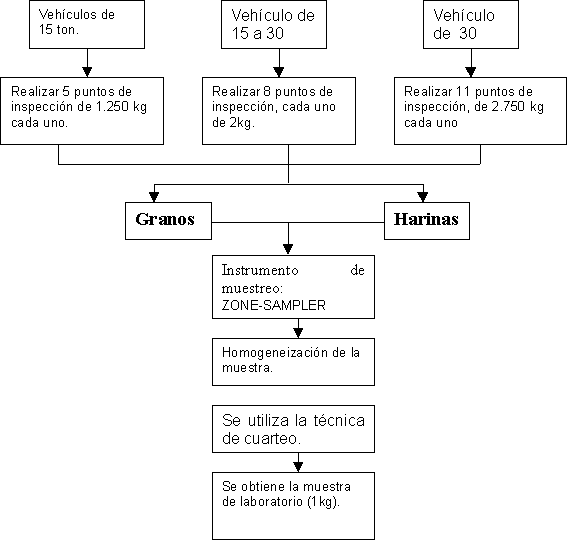 Vehículos de
15 ton.
Vehículo de
15 a 30
Vehículo
de 30
Realizar 5 puntos de
inspección de 1.250 kg
cada uno.
Realizar 8 puntos de
inspección, cada uno
de 2kg.
Realizar 11 puntos de
inspección, de 2.750 kg
cada uno
Granos
Harinas
Instrumento de
muestreo:
ZONE-SAMPLER
Homogeneización de la
muestra.
Se utiliza la técnica
de cuarteo.
Se obtiene la muestra
de laboratorio (1kg).